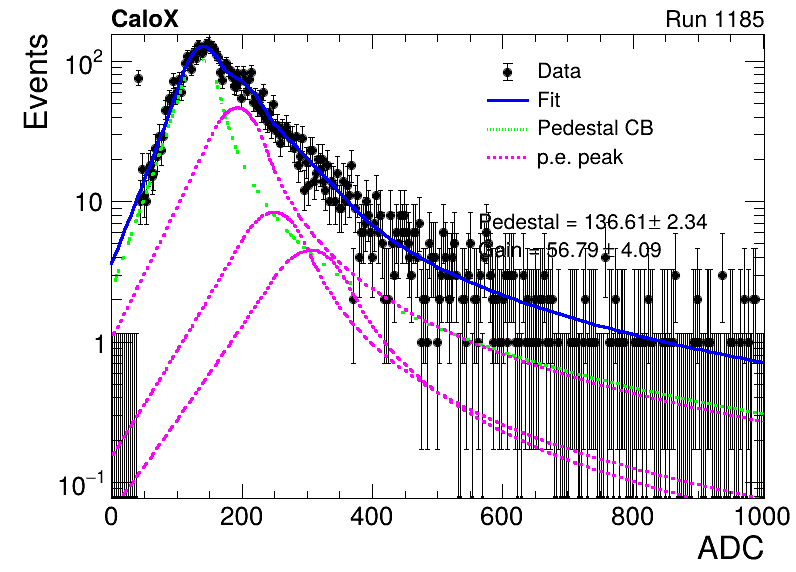 CaloX Run 1185
Events
Data
Fit
Pedestal CB
p.e. peak
Pedestal = 136.61± 2.34
Gain = 56.79± 4.09
10²
10
1
10⁻¹
0 200 400 600 800 1000
ADC